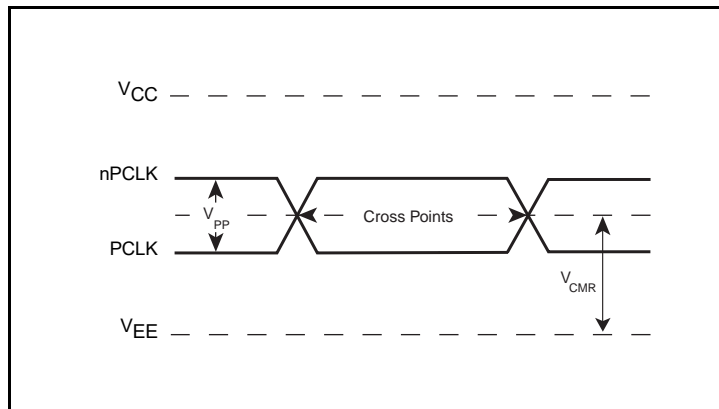 VCC
nPCLK
VPP
Cross Points
PCLK
VCMR
VEE